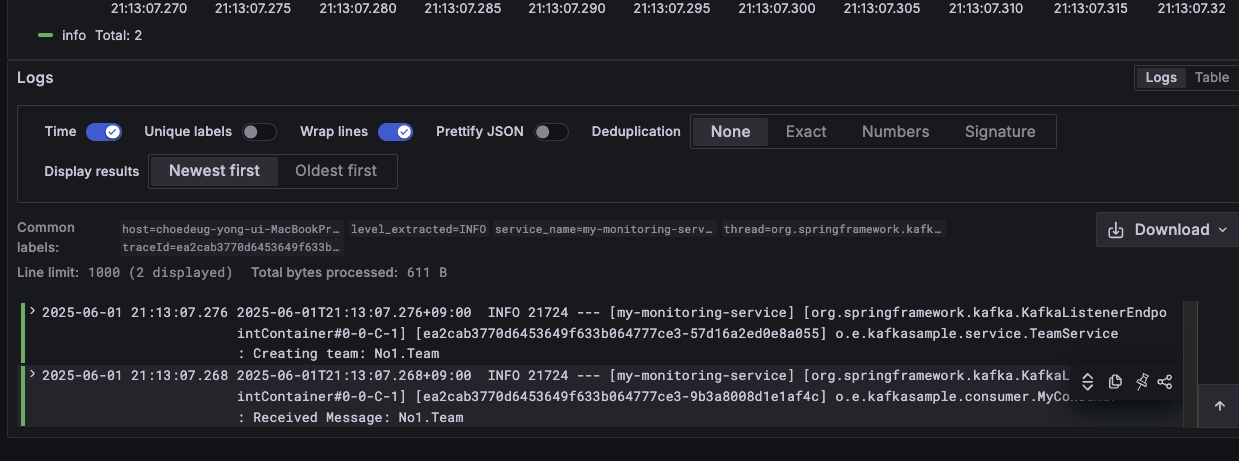 21:13:07.270 21:13:07.275 21:13:07.280 21:13:07.285 21:13:07.290 21:13:07.295 21:13:07.300 21:13:07.305 21:13:07.310 21:13:07.315 21:13:07.32
info Total: 2
Logs
Logs Table
Time Unique labels Wrap lines Prettify JSON Deduplication None Exact Numbers Signature
Display results Newest first Oldest first
Common labels:
host=choedeug-yong-ui-MacBookPr… level_extracted=INFO service_name=my-monitoring-serv… thread=org.springframework.kafk…
traceId=ea2cab3770d6453649f633b…
Download
Line limit: 1000 (2 displayed) Total bytes processed: 611 B
2025-06-01 21:13:07.276 2025-06-01T21:13:07.276+09:00 INFO 21724 --- [my-monitoring-service] [org.springframework.kafka.KafkaListenerEndpo
intContainer#0-0-C-1] [ea2cab3770d6453649f633b064777ce3-57d16a2ed0e8a055] o.e.kafkasample.service.TeamService
: Creating team: No1.Team
2025-06-01 21:13:07.268 2025-06-01T21:13:07.268+09:00 INFO 21724 --- [my-monitoring-service] [org.springframework.kafka.KafkaL
intContainer#0-0-C-1] [ea2cab3770d6453649f633b064777ce3-9b3a8008d1e1af4c] o.e.kafkasample.consumer.MyConsumer
: Received Message: No1.Team